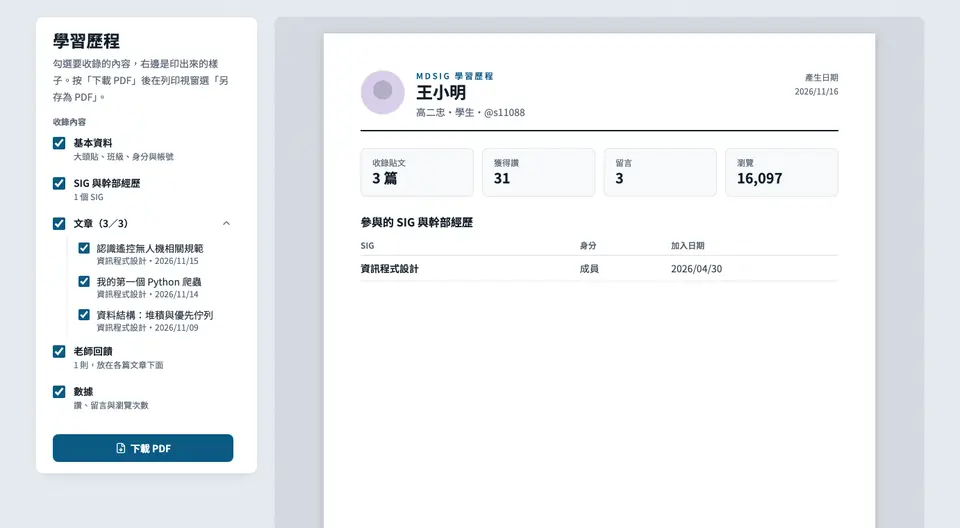 學習歷程
勾選要收錄的內容，右邊是印出來的樣
子。按「下載 PDF」後在列印視窗選「另
存為 PDF」。
收錄內容
基本資料
大頭貼、班級、身分與帳號
SIG 與幹部經歷
1 個 SIG
文章（3／3）
認識遙控無人機相關規範
資訊程式設計・2026/11/15
我的第一個 Python 爬蟲
資訊程式設計・2026/11/14
資料結構：堆積與優先佇列
資訊程式設計・2026/11/09
老師回饋
1 則，放在各篇文章下面
數據
讚、留言與瀏覽次數
下載 PDF
MDSIG 學習歷程
王小明
高二忠・學生・@s11088
產生日期
2026/11/16
收錄貼文
3 篇
獲得讚
31
留言
3
瀏覽
16,097
參與的 SIG 與幹部經歷
SIG 身分 加入日期
資訊程式設計 成員 2026/04/30